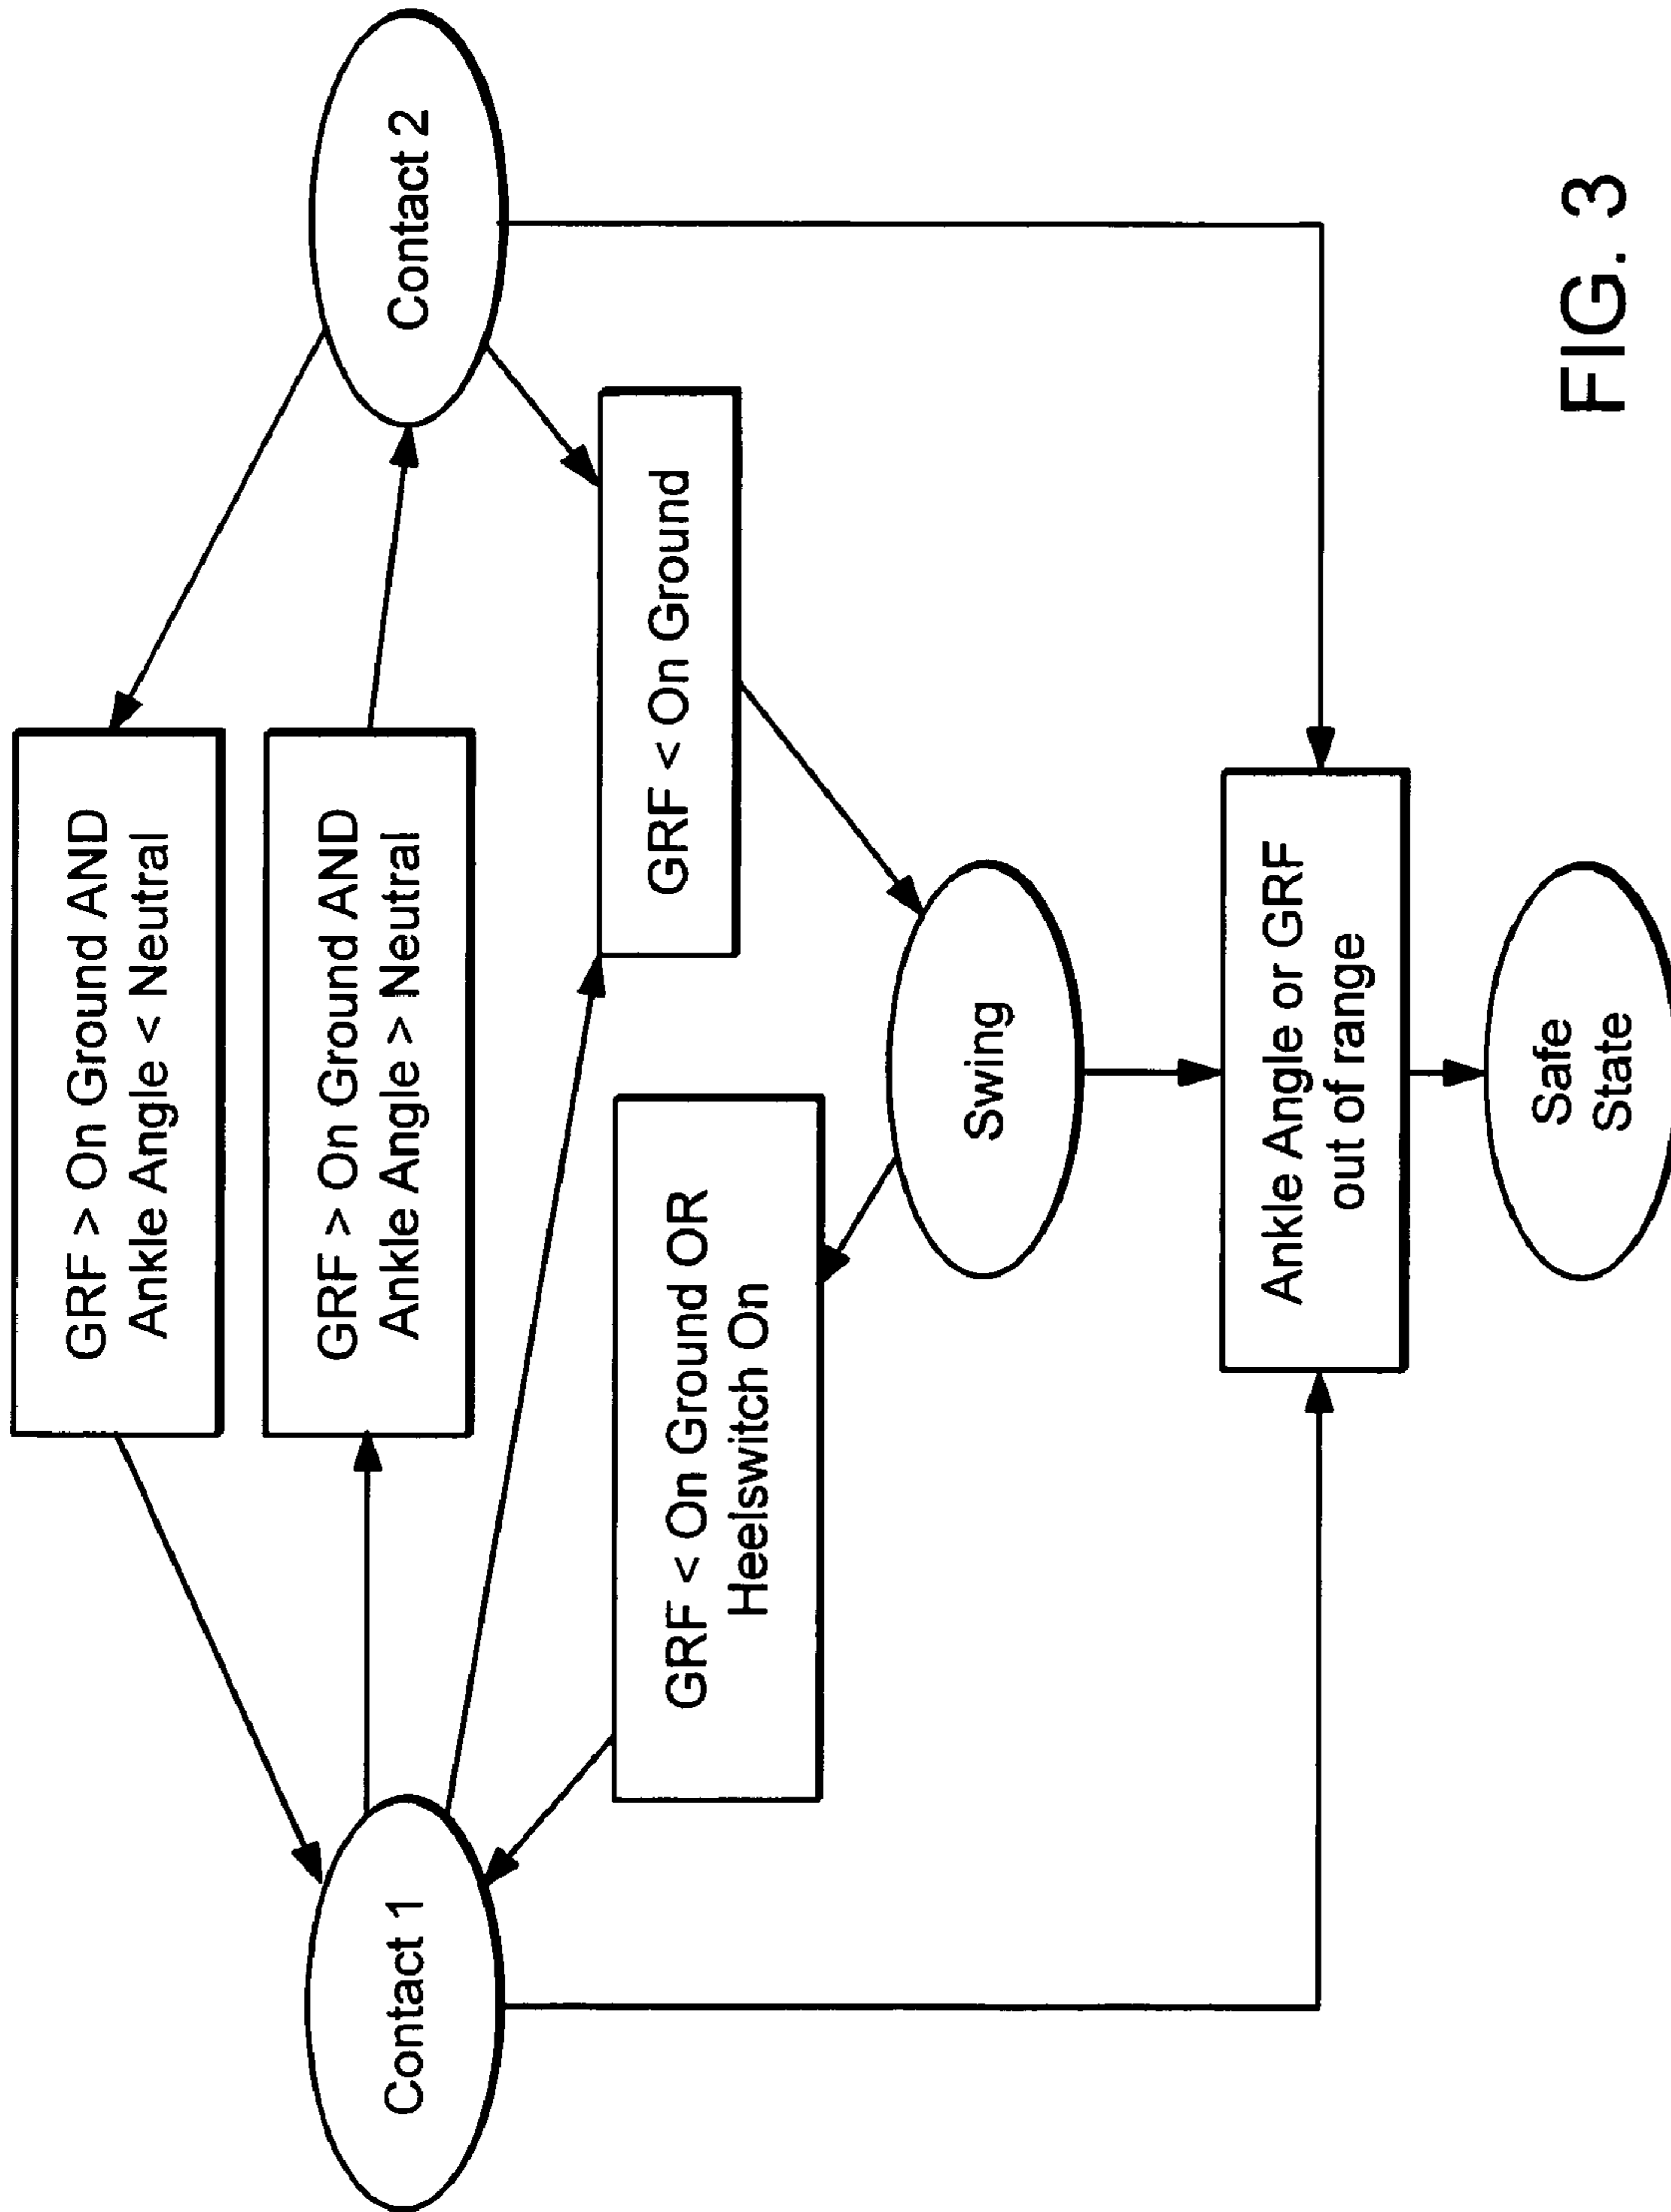 GRF > On Ground AND
Ankle Angle < Neutral
GRF > On Ground AND
Ankle Angle > Neutral
Contact 1
Contact 2
GRF < On Ground
GRF < On Ground OR
Heelswitch On
Swing
Ankle Angle or GRF
out of range
Safe
State
FIG. 3